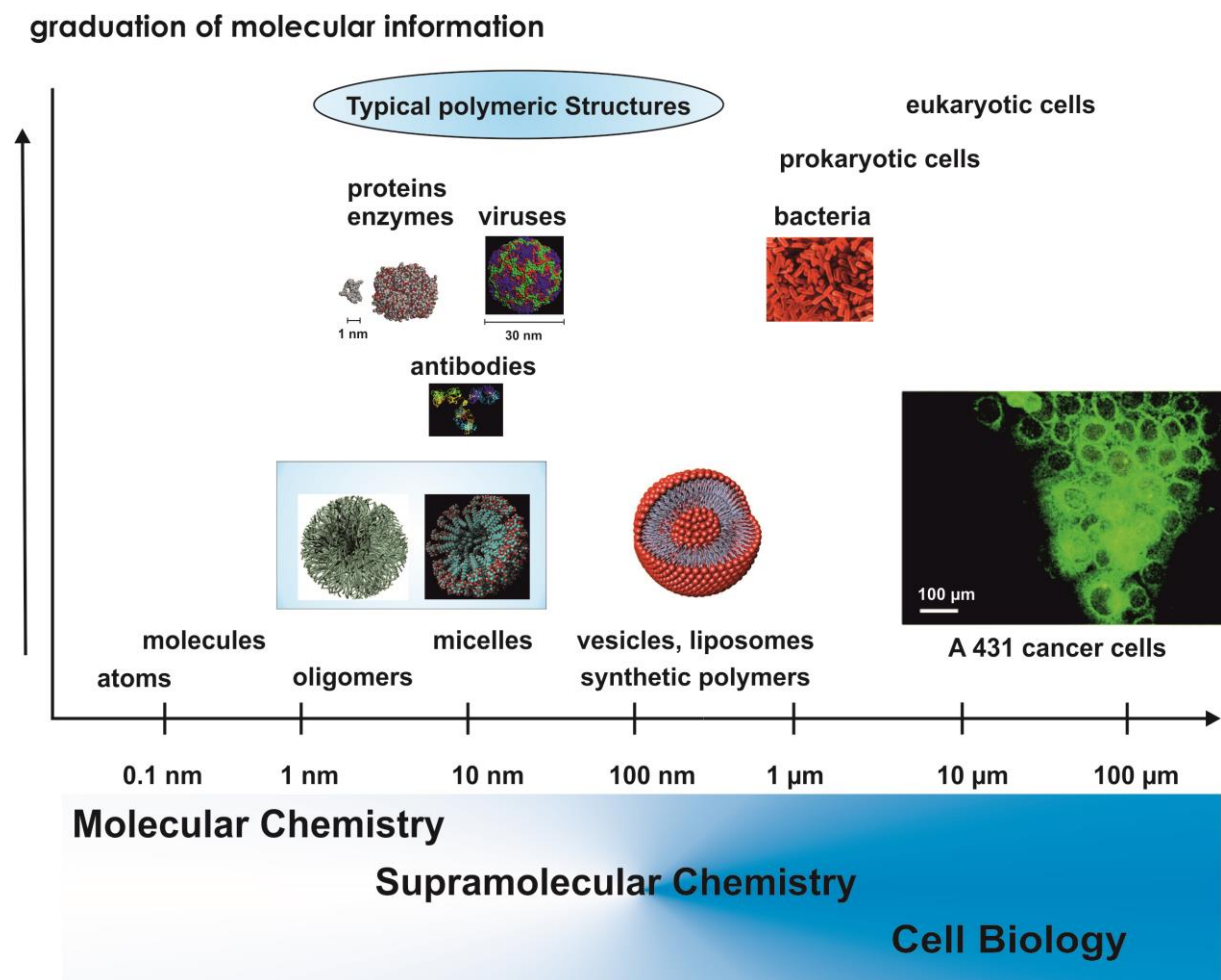 graduation of molecular information
Typical polymeric Structures
eukaryotic cells
prokaryotic cells
proteins
enzymes
viruses
bacteria
1 nm
30 nm
antibodies
100 µm
molecules
micelles
vesicles, liposomes
A 431 cancer cells
atoms
oligomers
synthetic polymers
0.1 nm
1 nm
10 nm
100 nm
1 µm
10 µm
100 µm
Molecular Chemistry
Supramolecular Chemistry
Cell Biology